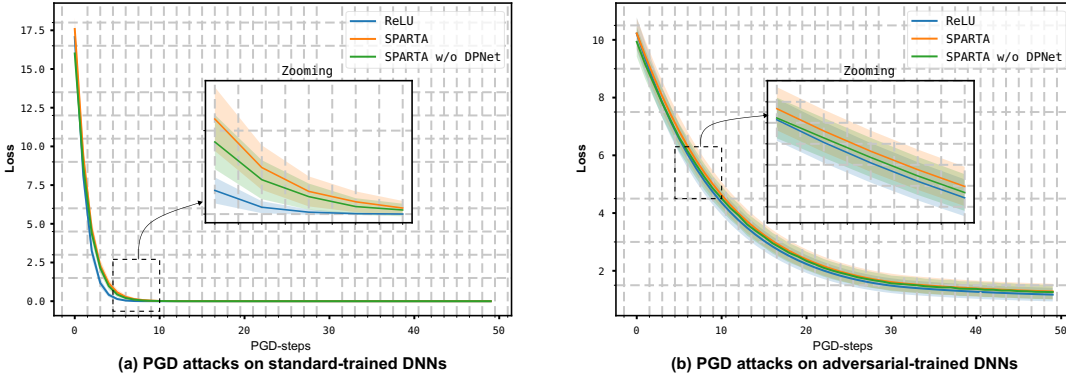 17.5
15.0
12.5
10.0
7.5
5.0
2.5
0.0
Loss
ReLU
SPARTA
SPARTA w/o DPNet
Zooming
0
10
20
30
40
50
PGD-steps
(a) PGD attacks on standard-trained DNNs
10
8
6
4
2
Loss
ReLU
SPARTA
SPARTA w/o DPNet
Zooming
0
10
20
30
40
50
PGD-steps
(b) PGD attacks on adversarial-trained DNNs